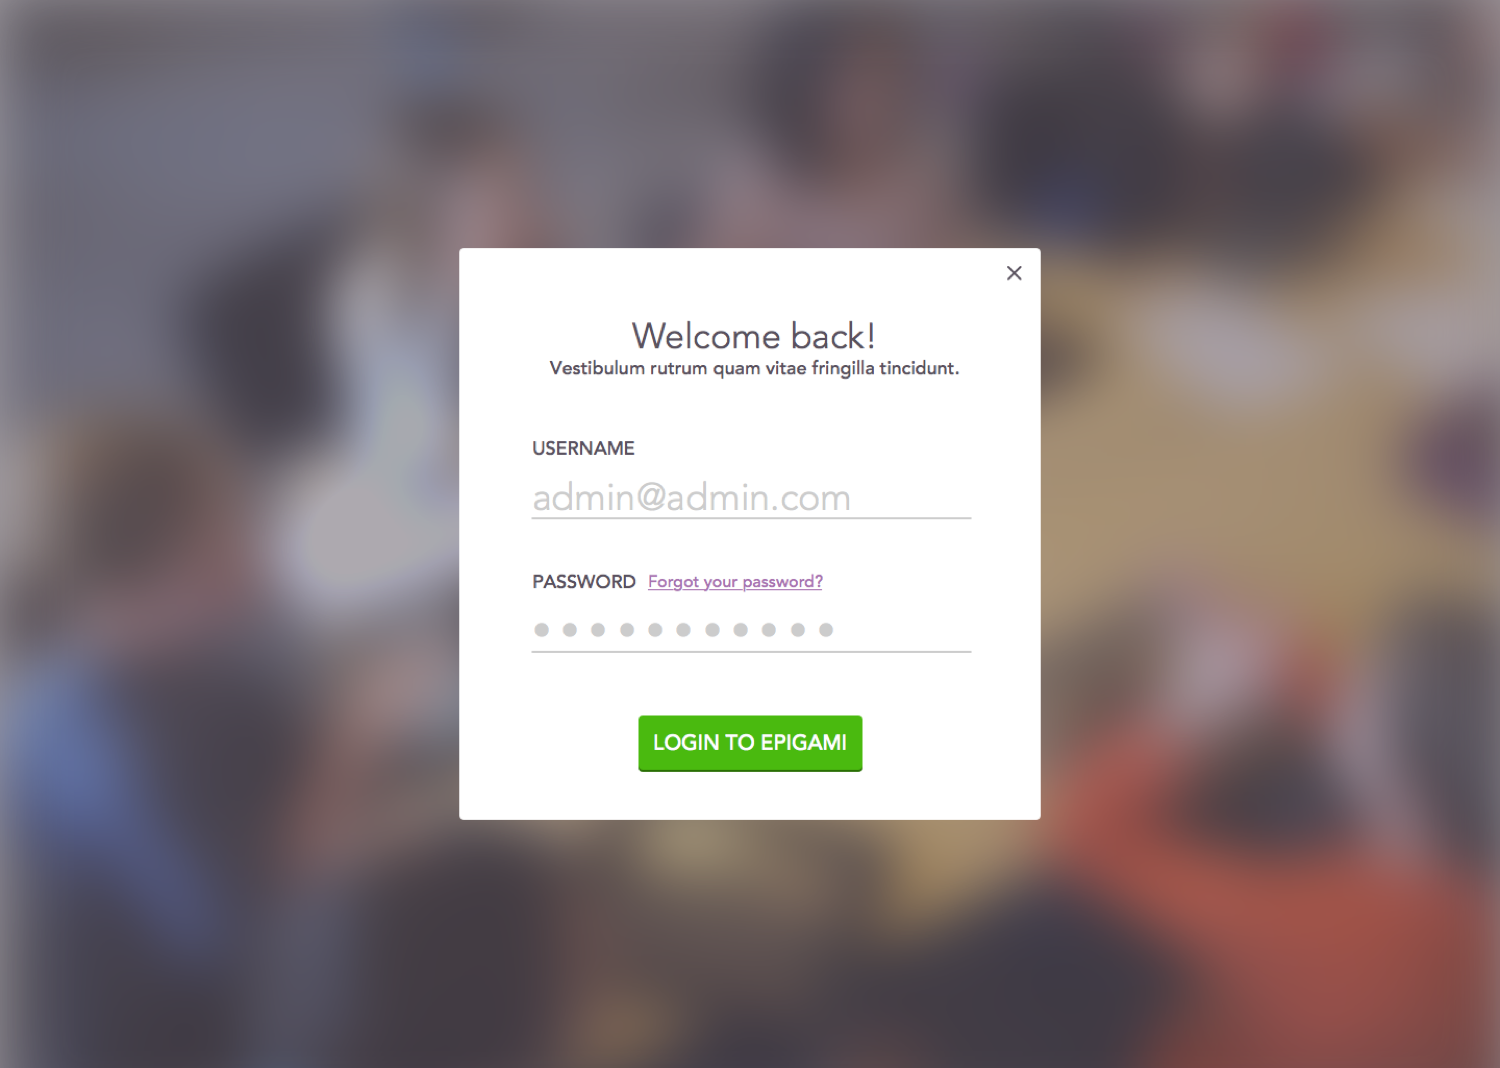 Welcome back!
Vestibulum rutrum quam vitae fringilla tincidunt.
USERNAME
admin@admin.com
PASSWORD Forgot your password?
LOGIN TO EPIGAMI